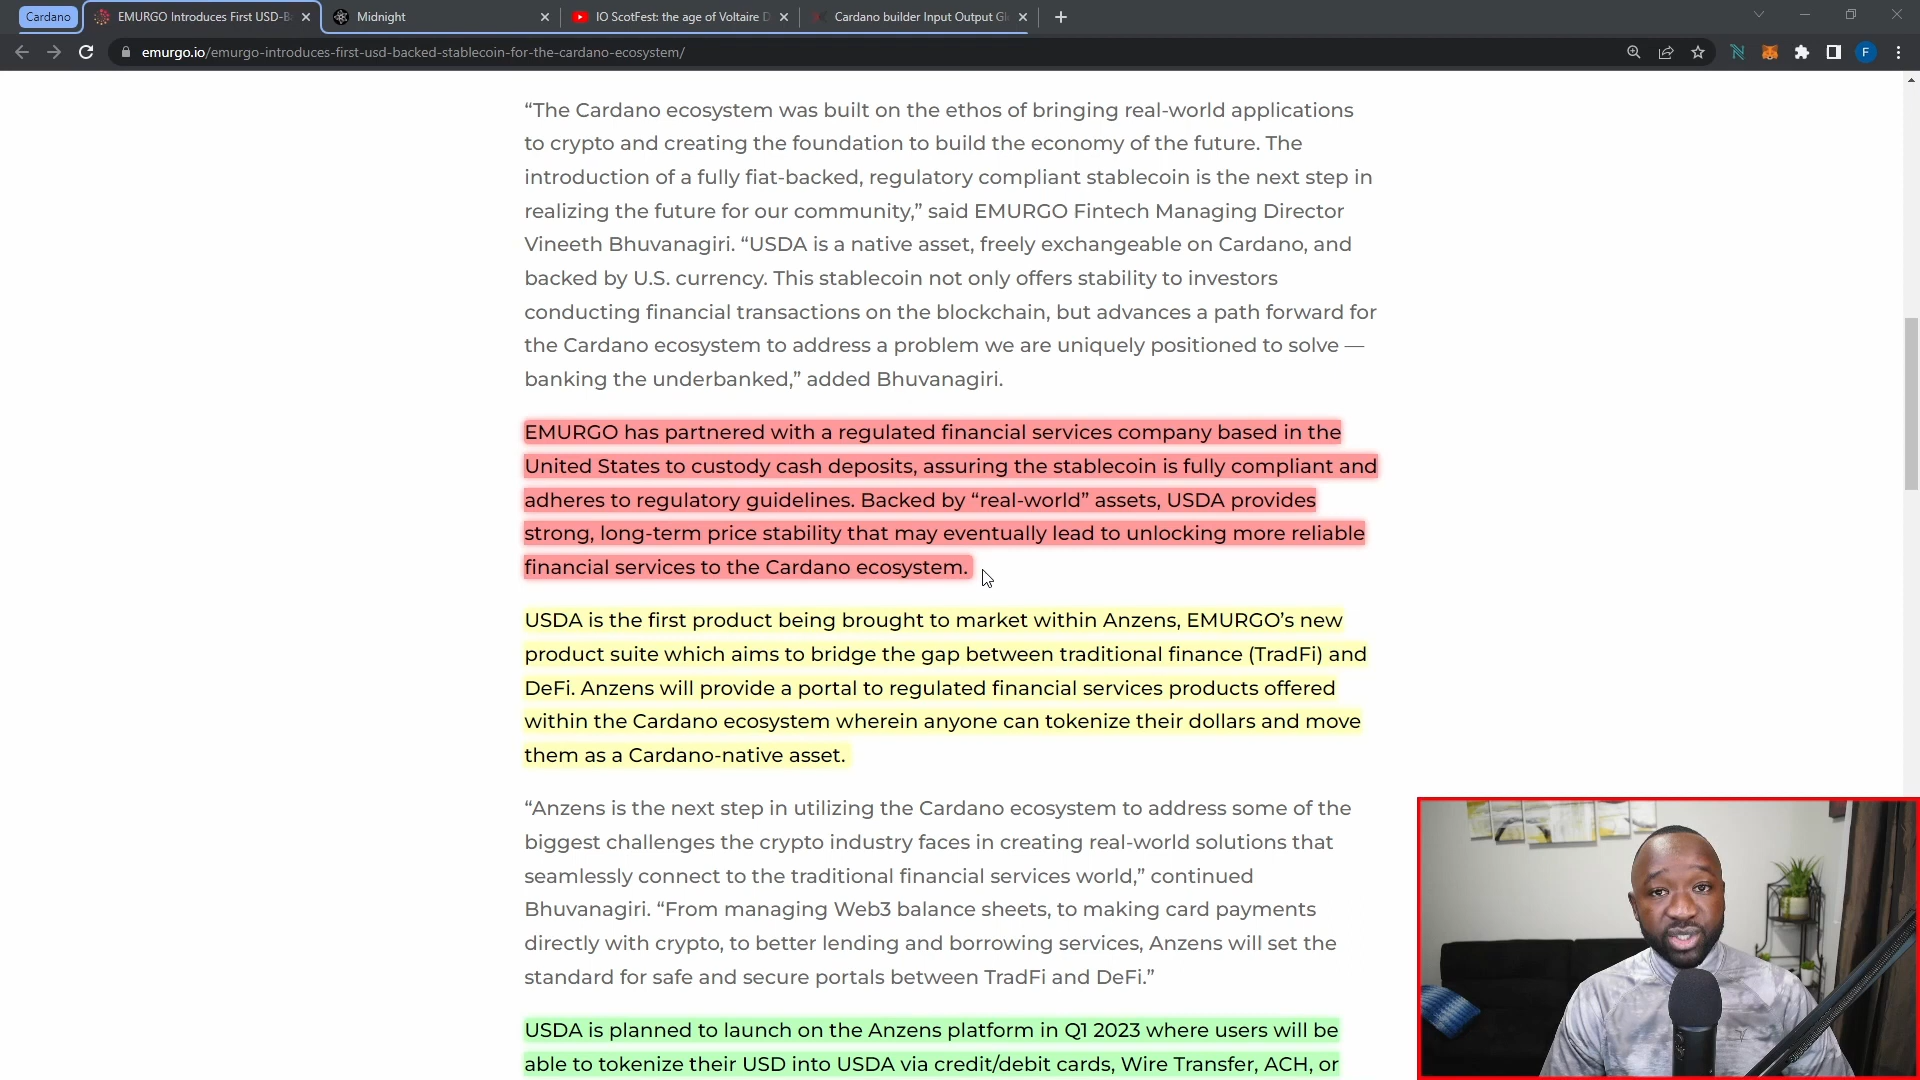 Cardano
EMURGO Introduces First USD-B
Midnight
IO ScotFest: the age of Voltaire D
Cardano builder Input Output Gl
emurgo.io/emurgo-introduces-first-usd-backed-stablecoin-for-the-cardano-ecosystem/
F
“The Cardano ecosystem was built on the ethos of bringing real-world applications
to crypto and creating the foundation to build the economy of the future. The
introduction of a fully fiat-backed, regulatory compliant stablecoin is the next step in
realizing the future for our community,” said EMURGO Fintech Managing Director
Vineeth Bhuvanagiri. “USDA is a native asset, freely exchangeable on Cardano, and
backed by U.S. currency. This stablecoin not only offers stability to investors
conducting financial transactions on the blockchain, but advances a path forward for
the Cardano ecosystem to address a problem we are uniquely positioned to solve —
banking the underbanked,” added Bhuvanagiri.
EMURGO has partnered with a regulated financial services company based in the
United States to custody cash deposits, assuring the stablecoin is fully compliant and
adheres to regulatory guidelines. Backed by “real-world” assets, USDA provides
strong, long-term price stability that may eventually lead to unlocking more reliable
financial services to the Cardano ecosystem.
USDA is the first product being brought to market within Anzens, EMURGO’s new
product suite which aims to bridge the gap between traditional finance (TradFi) and
DeFi. Anzens will provide a portal to regulated financial services products offered
within the Cardano ecosystem wherein anyone can tokenize their dollars and move
them as a Cardano-native asset.
“Anzens is the next step in utilizing the Cardano ecosystem to address some of the
biggest challenges the crypto industry faces in creating real-world solutions that
seamlessly connect to the traditional financial services world,” continued
Bhuvanagiri. “From managing Web3 balance sheets, to making card payments
directly with crypto, to better lending and borrowing services, Anzens will set the
standard for safe and secure portals between TradFi and DeFi.”
USDA is planned to launch on the Anzens platform in Q1 2023 where users will be
able to tokenize their USD into USDA via credit/debit cards, Wire Transfer, ACH, or